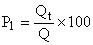 P₁ = Qₜ/Q × 100